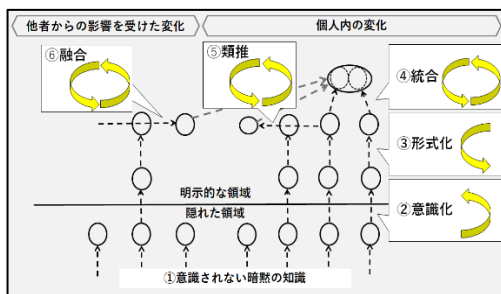 他者からの影響を受けた変化
個人内の変化
⑥融合
⑤類推
④統合
③形式化
②意識化
明示的な領域
隠れた領域
①意識されない暗黙の知識